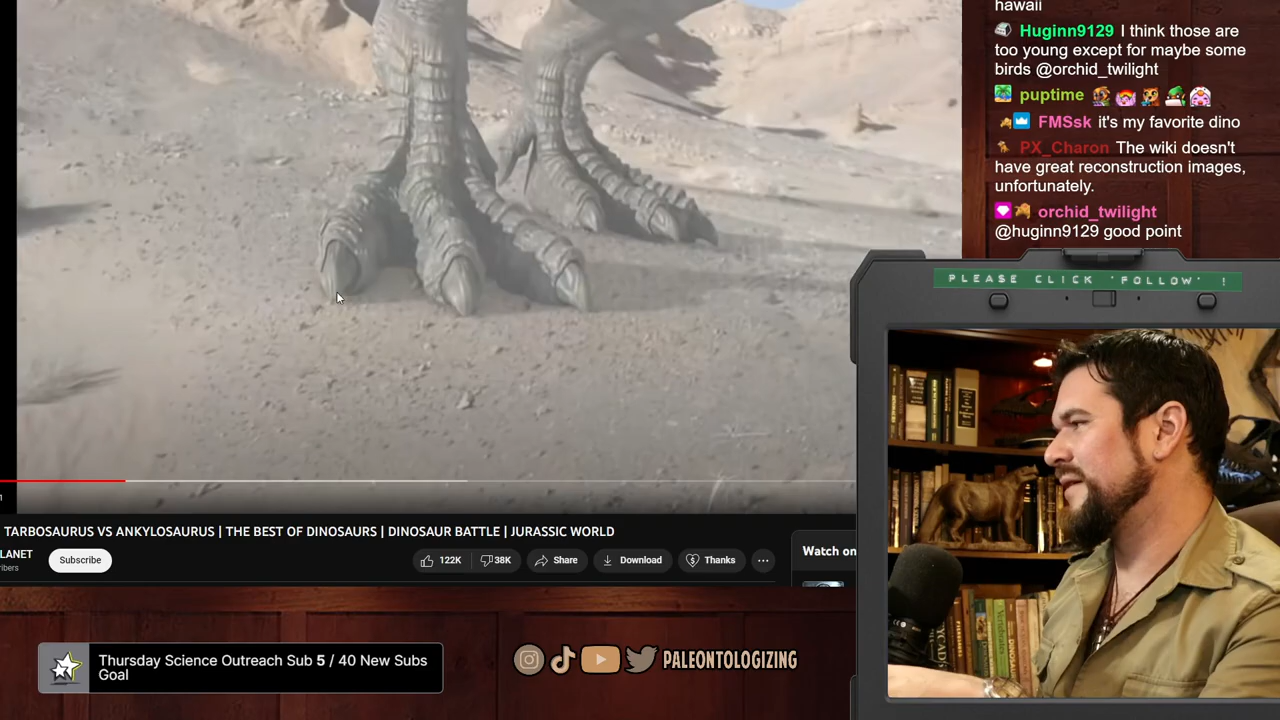 hawaii
Huginn9129 I think those are
too young except for maybe some
birds @orchid_twilight
puptime
FMSsk it's my favorite dino
PX_Charon The wiki doesn't
have great reconstruction images,
unfortunately.
orchid_twilight
@huginn9129 good point
PLEASE CLICK 'FOLLOW' !
TARBOSAURUS VS ANKYLOSAURUS | THE BEST OF DINOSAURS | DINOSAUR BATTLE | JURASSIC WORLD
LANET
ribers
Subscribe
122K
38K
Share
Download
Thanks
Watch on
Thursday Science Outreach Sub 5 / 40 New Subs
Goal
PALEONTOLOGIZING